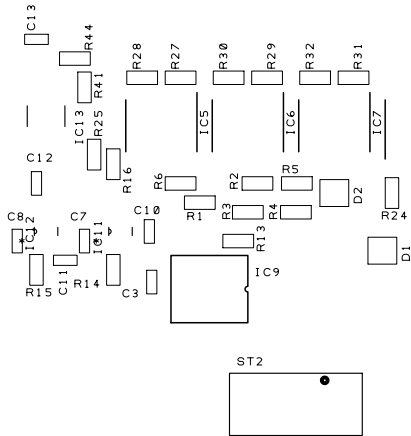 C13
R44
R28
R27
R30
R29
R32
R31
R41
IC13
R25
IC5
IC6
IC7
C12
R16
R6
R2
R5
D2
R1
R3
R4
R24
C8
IC12
C7
IC11
C10
R13
D1
R15
C11
R14
C3
IC9
ST2